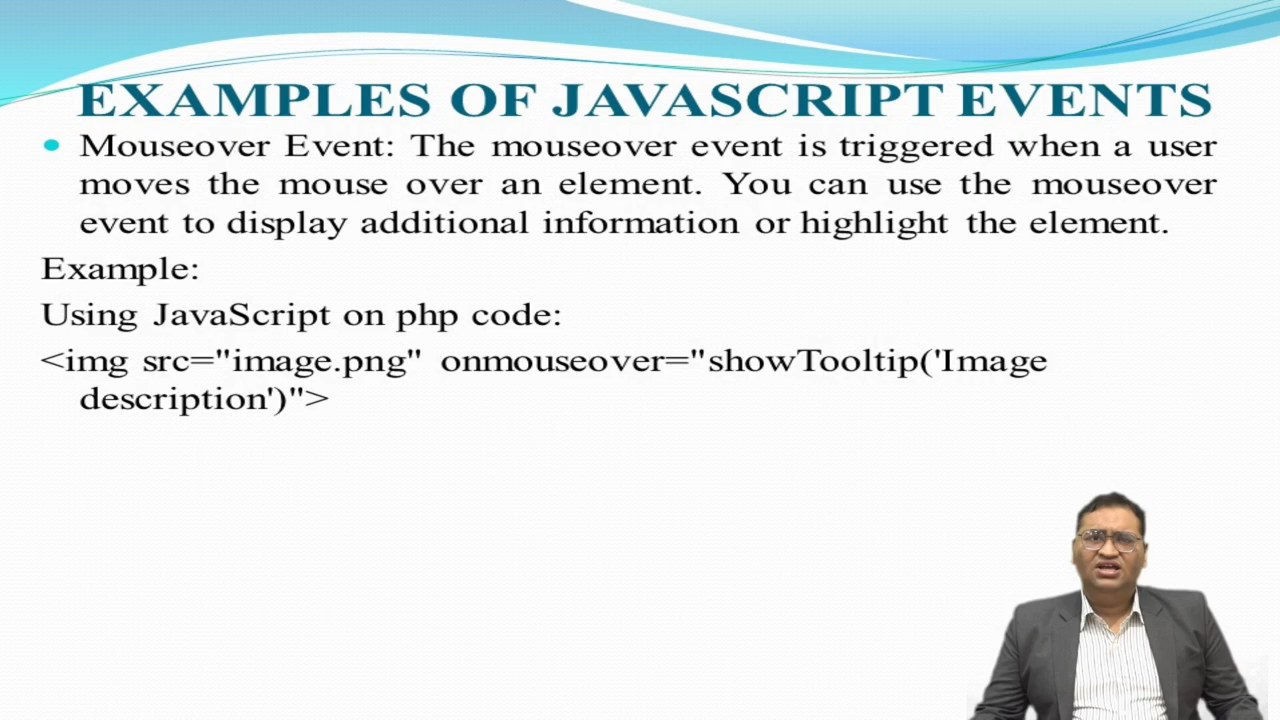 EXAMPLES OF JAVASCRIPT EVENTS
Mouseover Event: The mouseover event is triggered when a user
moves the mouse over an element. You can use the mouseover
event to display additional information or highlight the element.
Example:
Using JavaScript on php code:
<img src="image.png" onmouseover="showTooltip('Image
description')">